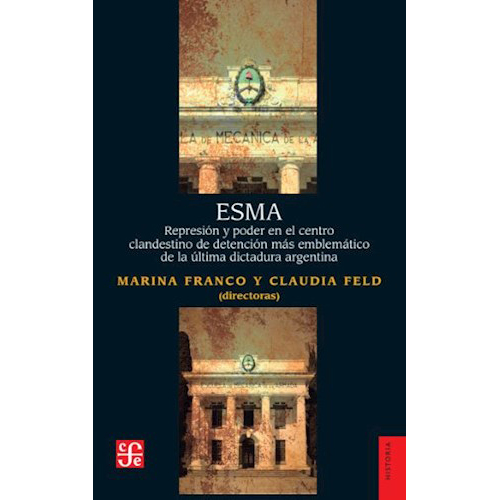 LA DE MECÁNICA DE LA A
ESMA
Represión y poder en el centro
clandestino de detención más emblemático
de la última dictadura argentina
MARINA FRANCO Y CLAUDIA FELD
(directoras)
cfe
HISTORIA